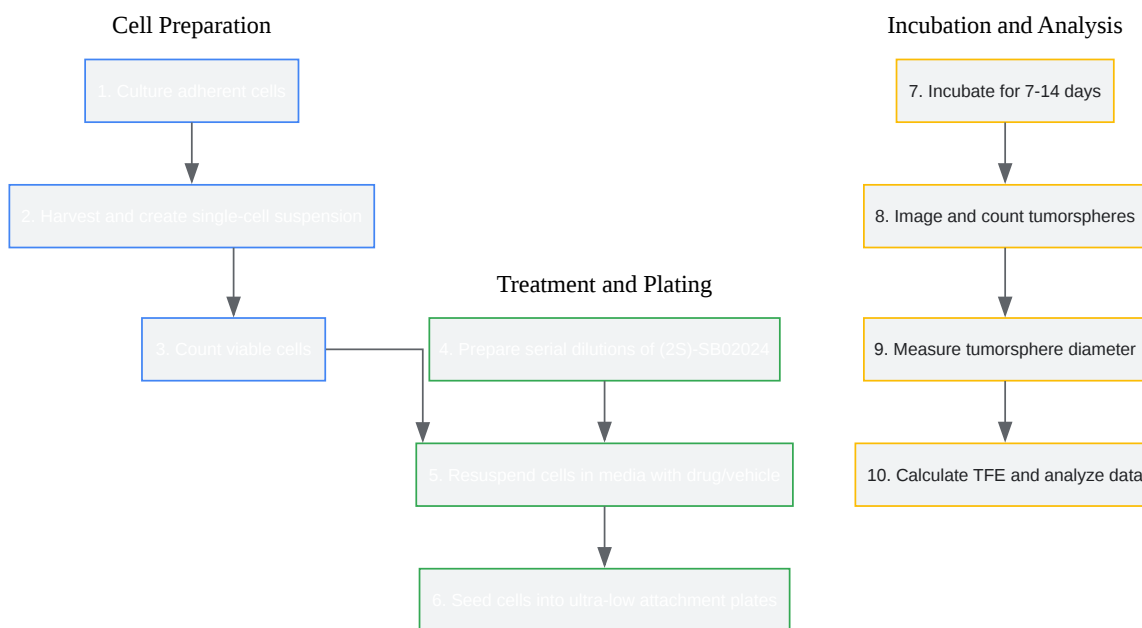 Cell Preparation
1. Culture adherent cells
2. Harvest and create single-cell suspension
3. Count viable cells
Treatment and Plating
4. Prepare serial dilutions of (2S)-SB02024
5. Resuspend cells in media with drug/vehicle
6. Seed cells into ultra-low attachment plates
Incubation and Analysis
7. Incubate for 7-14 days
8. Image and count tumorspheres
9. Measure tumorsphere diameter
10. Calculate TFE and analyze data